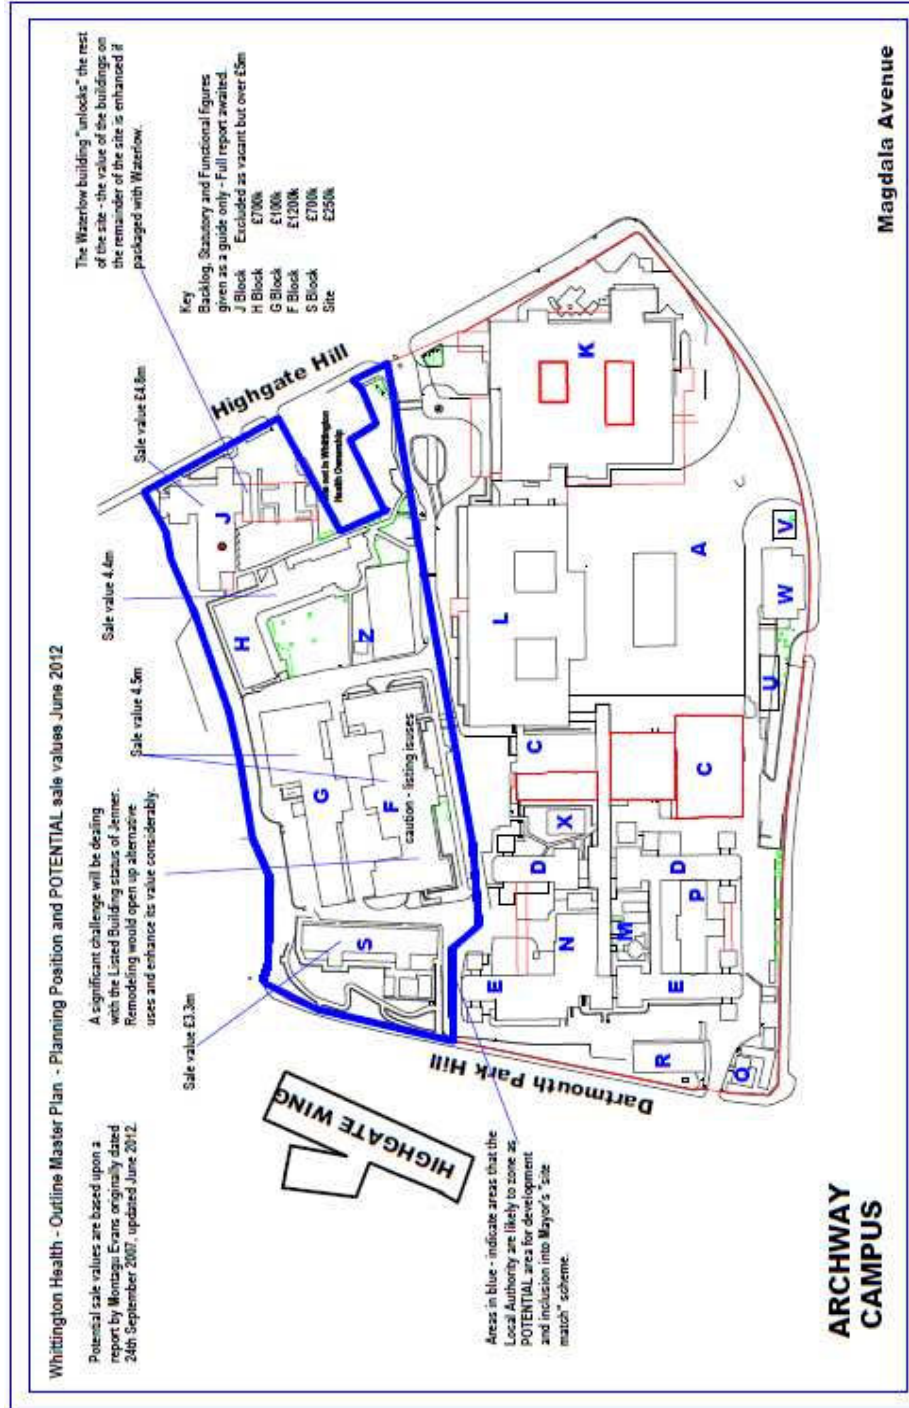 Whittington Health - Outline Master Plan - Planning Position and POTENTIAL sale values June 2012
Potential sale values are based upon a
report by Montagu Evans originally dated
24th September 2007, updated June 2012.
A significant challenge will be dealing
with the Listed Building status of Jenner.
Remodeling would open up alternative
uses and enhance its value considerably.
The Waterlow building "unlocks" the rest
of the site - the value of the buildings on
the remainder of the site is enhanced if
packaged with Waterlow.
Sale value £3.3m
Sale value 4.5m
Sale value 4.4m
Sale value £4.8m
Key
Backlog, Statutory and Functional figures
given as a guide only - Full report awaited.
J Block Excluded as vacant but over £5m
H Block £700k
G Block £100k
F Block £1200k
S Block £700k
Site £250k
Highgate Hill
not in Whittington
Health Ownership
J
H
Z
G
F
caution - listing isuses
S
HIGHGATE WING
Dartmouth Park Hill
K
L
A
C
C
X
D
D
N
M
P
E
E
R
O
U
W
V
Areas in blue - indicate areas that the
Local Authority are likely to zone as
POTENTIAL area for development
and inclusion into Mayor's "site
match" scheme.
ARCHWAY
CAMPUS
Magdala Avenue